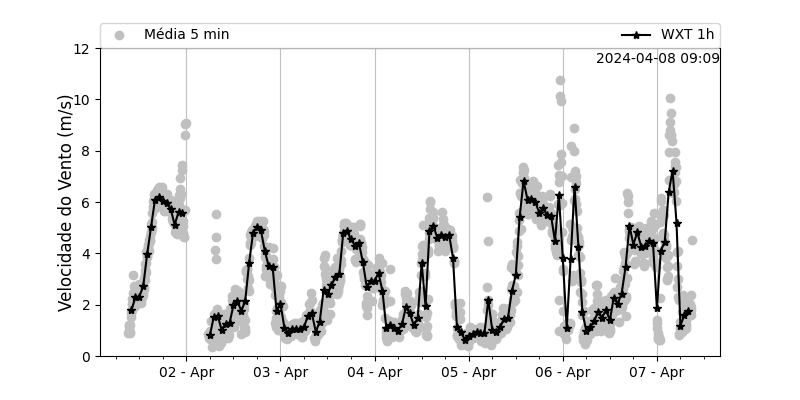 Média 5 min
WXT 1h
2024-04-08 09:09
Velocidade do Vento (m/s)
12
10
8
6
4
2
0
02 - Apr
03 - Apr
04 - Apr
05 - Apr
06 - Apr
07 - Apr